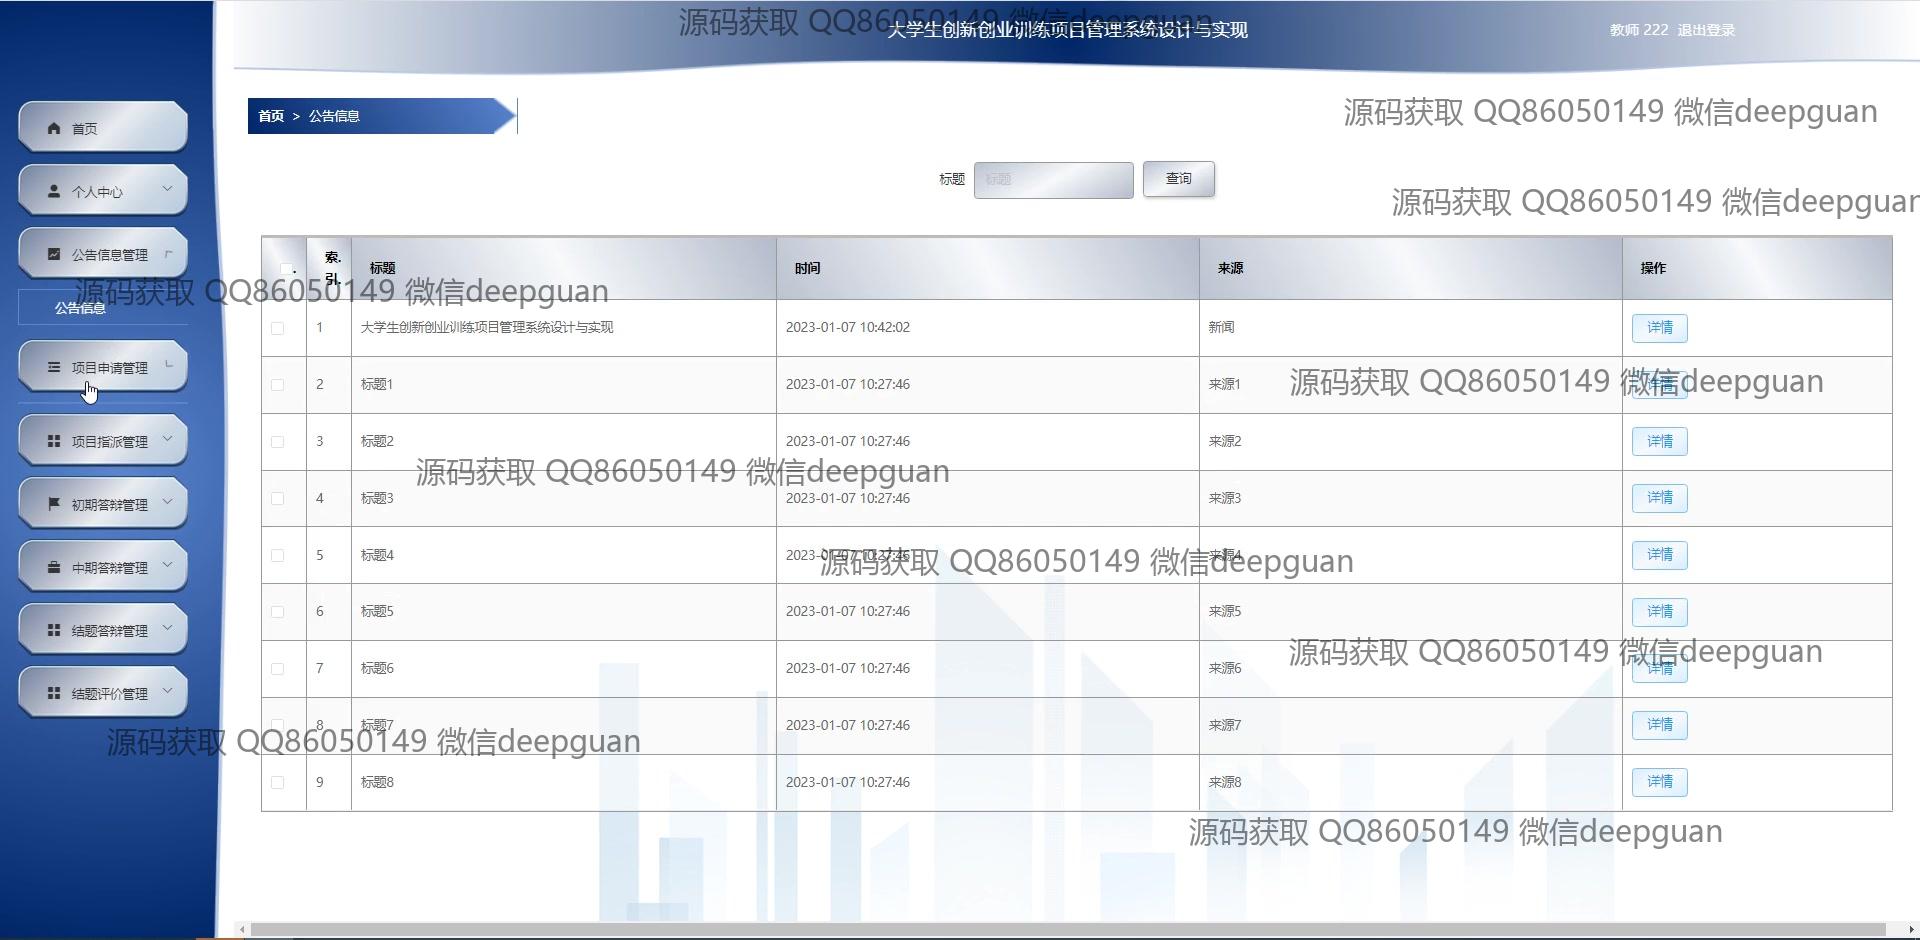 源码获取 QQ86050149 微信deepguan
大学生创新创业训练项目管理系统设计与实现
教师 222 退出登录
首页 > 公告信息
源码获取 QQ86050149 微信deepguan
首页
个人中心
公告信息管理
公告信息
项目申请管理
项目指派管理
初期答辩管理
中期答辩管理
结题答辩管理
结题评价管理
标题 标题 查询
源码获取 QQ86050149 微信deepguan
索. 引. 标题 时间 来源 操作
源码获取 QQ86050149 微信deepguan
1 大学生创新创业训练项目管理系统设计与实现 2023-01-07 10:42:02 新闻 详情
2 标题1 2023-01-07 10:27:46 来源1 详情
源码获取 QQ86050149 微信deepguan
3 标题2 2023-01-07 10:27:46 来源2 详情
源码获取 QQ86050149 微信deepguan
4 标题3 2023-01-07 10:27:46 来源3 详情
5 标题4 2023-01-07 10:27:46 来源4 详情
源码获取 QQ86050149 微信deepguan
6 标题5 2023-01-07 10:27:46 来源5 详情
源码获取 QQ86050149 微信deepguan
7 标题6 2023-01-07 10:27:46 来源6 详情
8 标题7 2023-01-07 10:27:46 来源7 详情
源码获取 QQ86050149 微信deepguan
9 标题8 2023-01-07 10:27:46 来源8 详情
源码获取 QQ86050149 微信deepguan